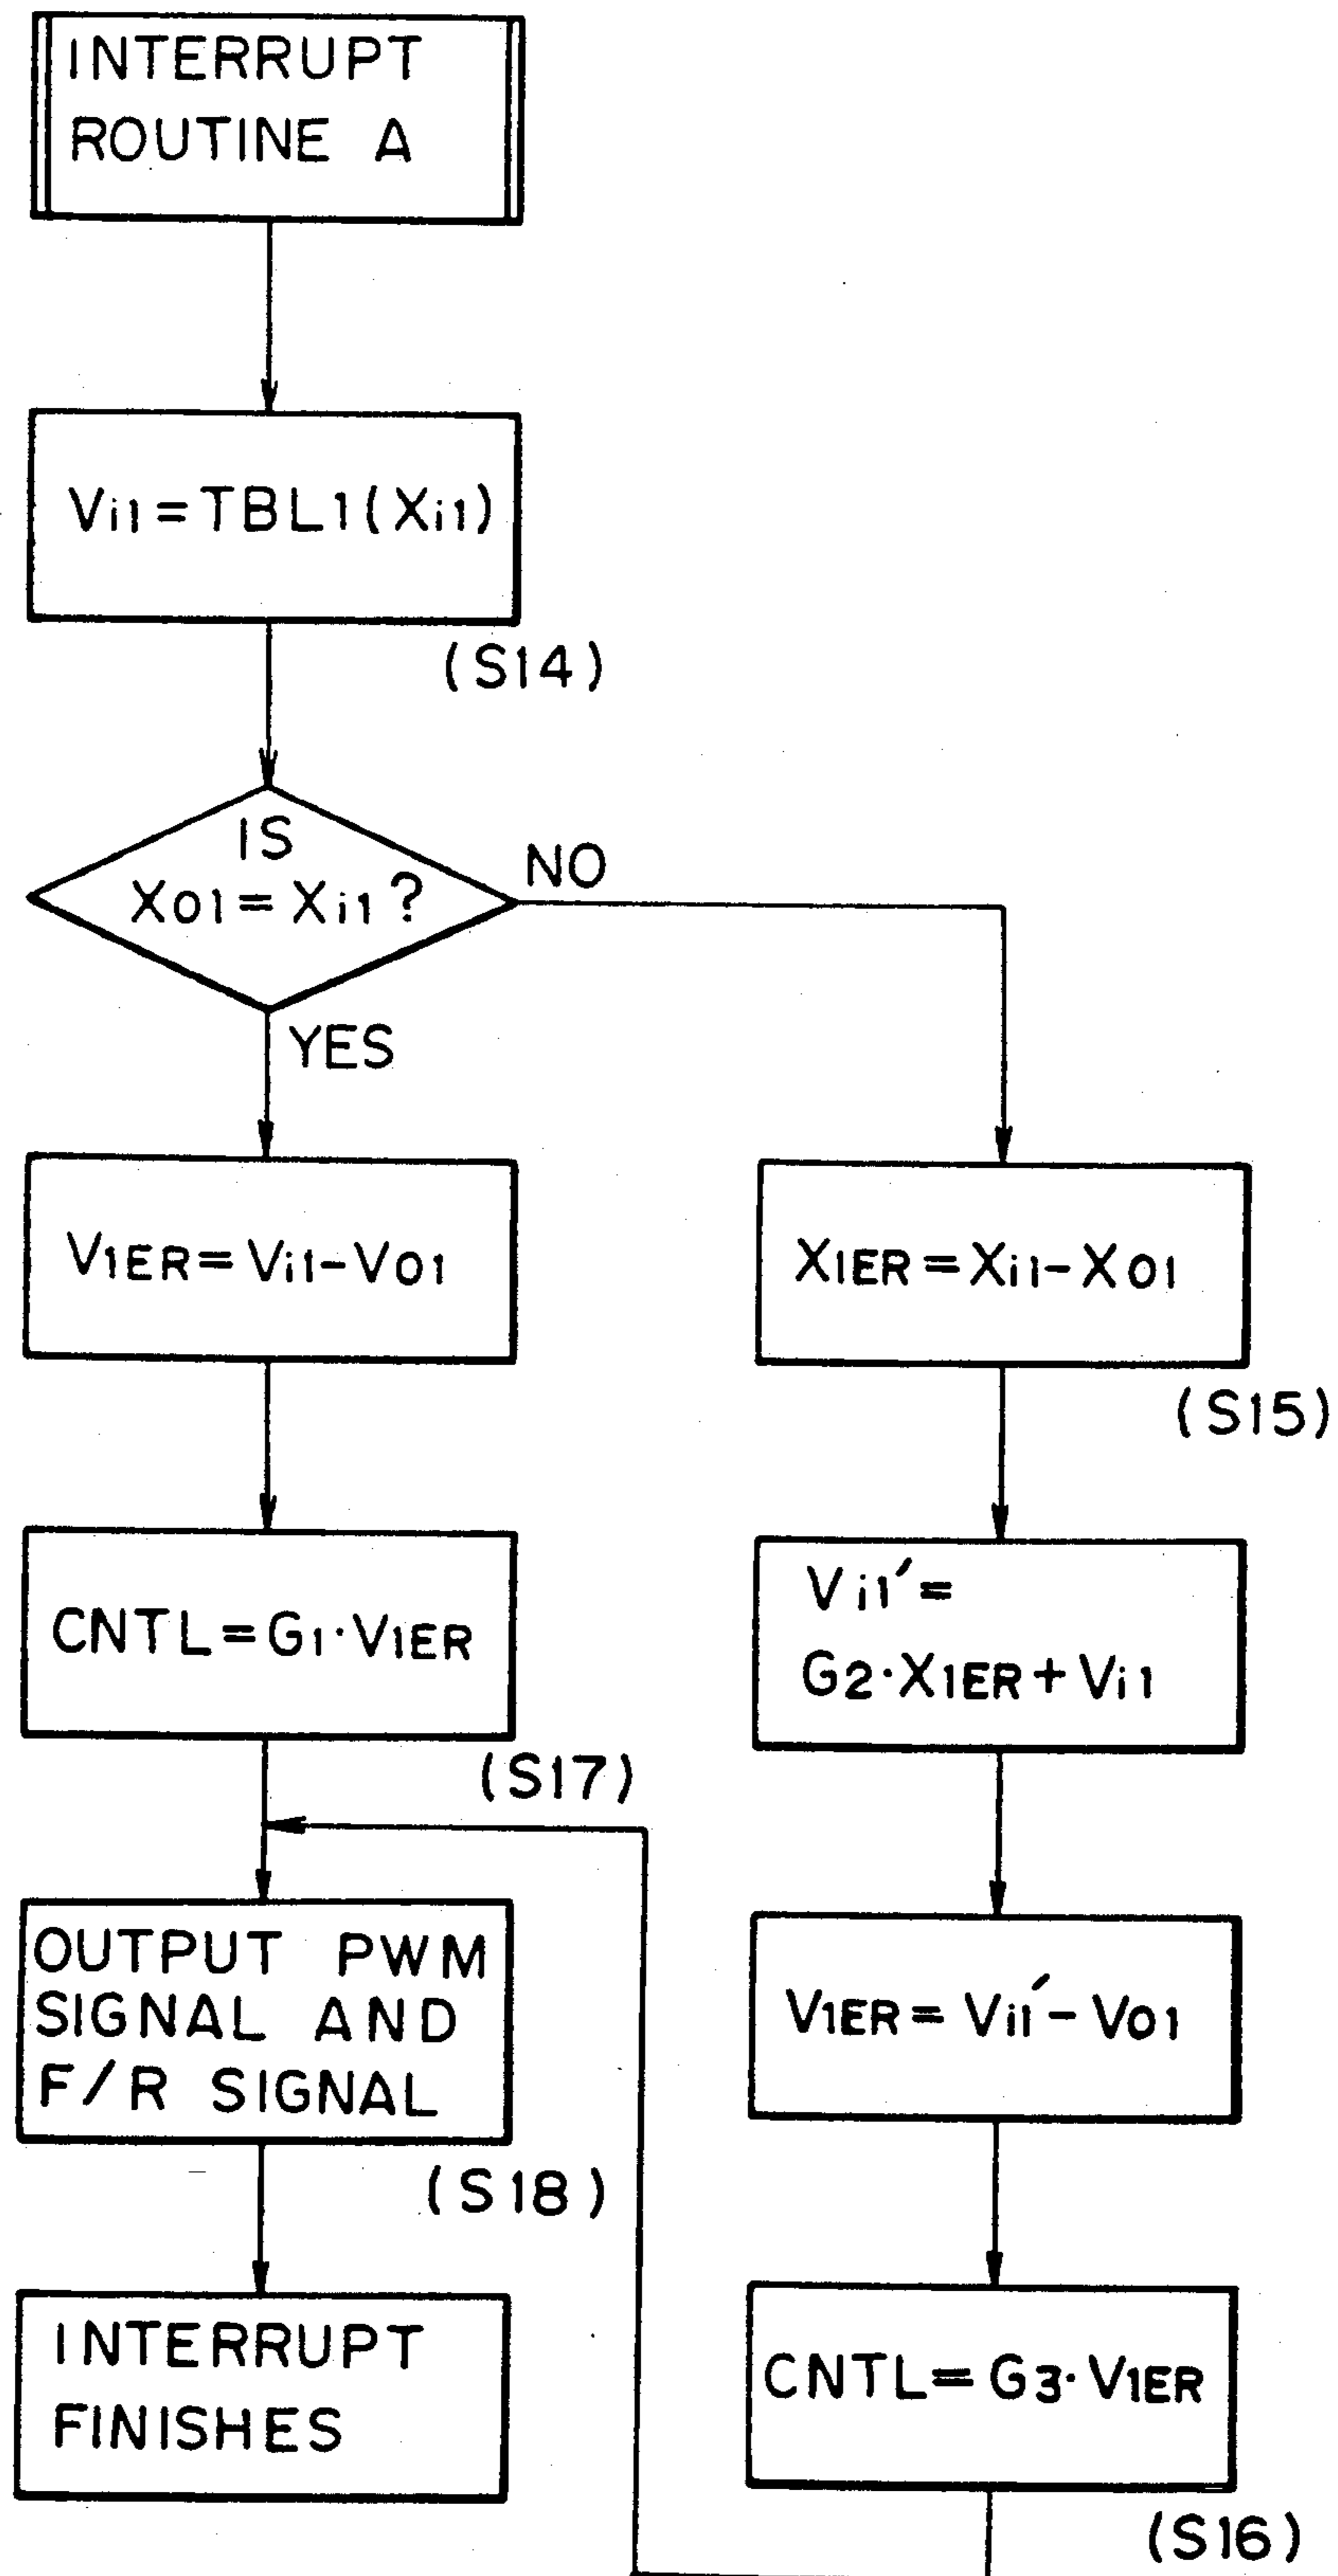 INTERRUPT
ROUTINE A
Vi1=TBL1(Xi1)
(S14)
IS
XO1=Xi1?
NO
YES
V1ER=Vi1-VO1
CNTL=G1·V1ER
(S17)
OUTPUT PWM
SIGNAL AND
F/R SIGNAL
(S18)
INTERRUPT
FINISHES
X1ER=Xi1-XO1
(S15)
Vi1′=
G2·X1ER+Vi1
V1ER=Vi1′-VO1
CNTL=G3·V1ER
(S16)